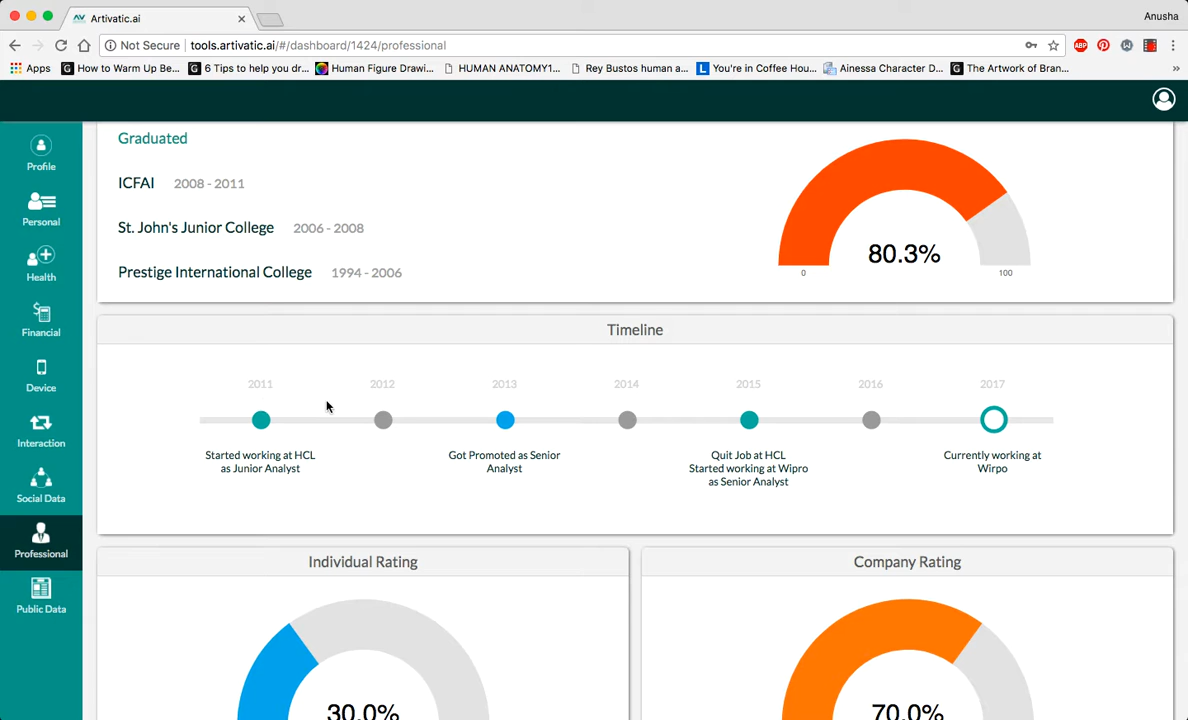 Artivatic.ai
Anusha
Not Secure | tools.artivatic.ai/#/dashboard/1424/professional
ABP
Apps
G How to Warm Up Be...
G 6 Tips to help you dr...
Human Figure Drawi...
HUMAN ANATOMY1...
Rey Bustos human a...
L You're in Coffee Hou...
Ainessa Character D...
G The Artwork of Bran...
Profile
Personal
Health
Financial
Device
Interaction
Social Data
Professional
Public Data
Graduated
ICFAI 2008 - 2011
St. John's Junior College 2006 - 2008
Prestige International College 1994 - 2006
80.3%
0 100
Timeline
2011 2012 2013 2014 2015 2016 2017
Started working at HCL
as Junior Analyst
Got Promoted as Senior
Analyst
Quit Job at HCL
Started working at Wipro
as Senior Analyst
Currently working at
Wirpo
Individual Rating
30.0%
Company Rating
70.0%